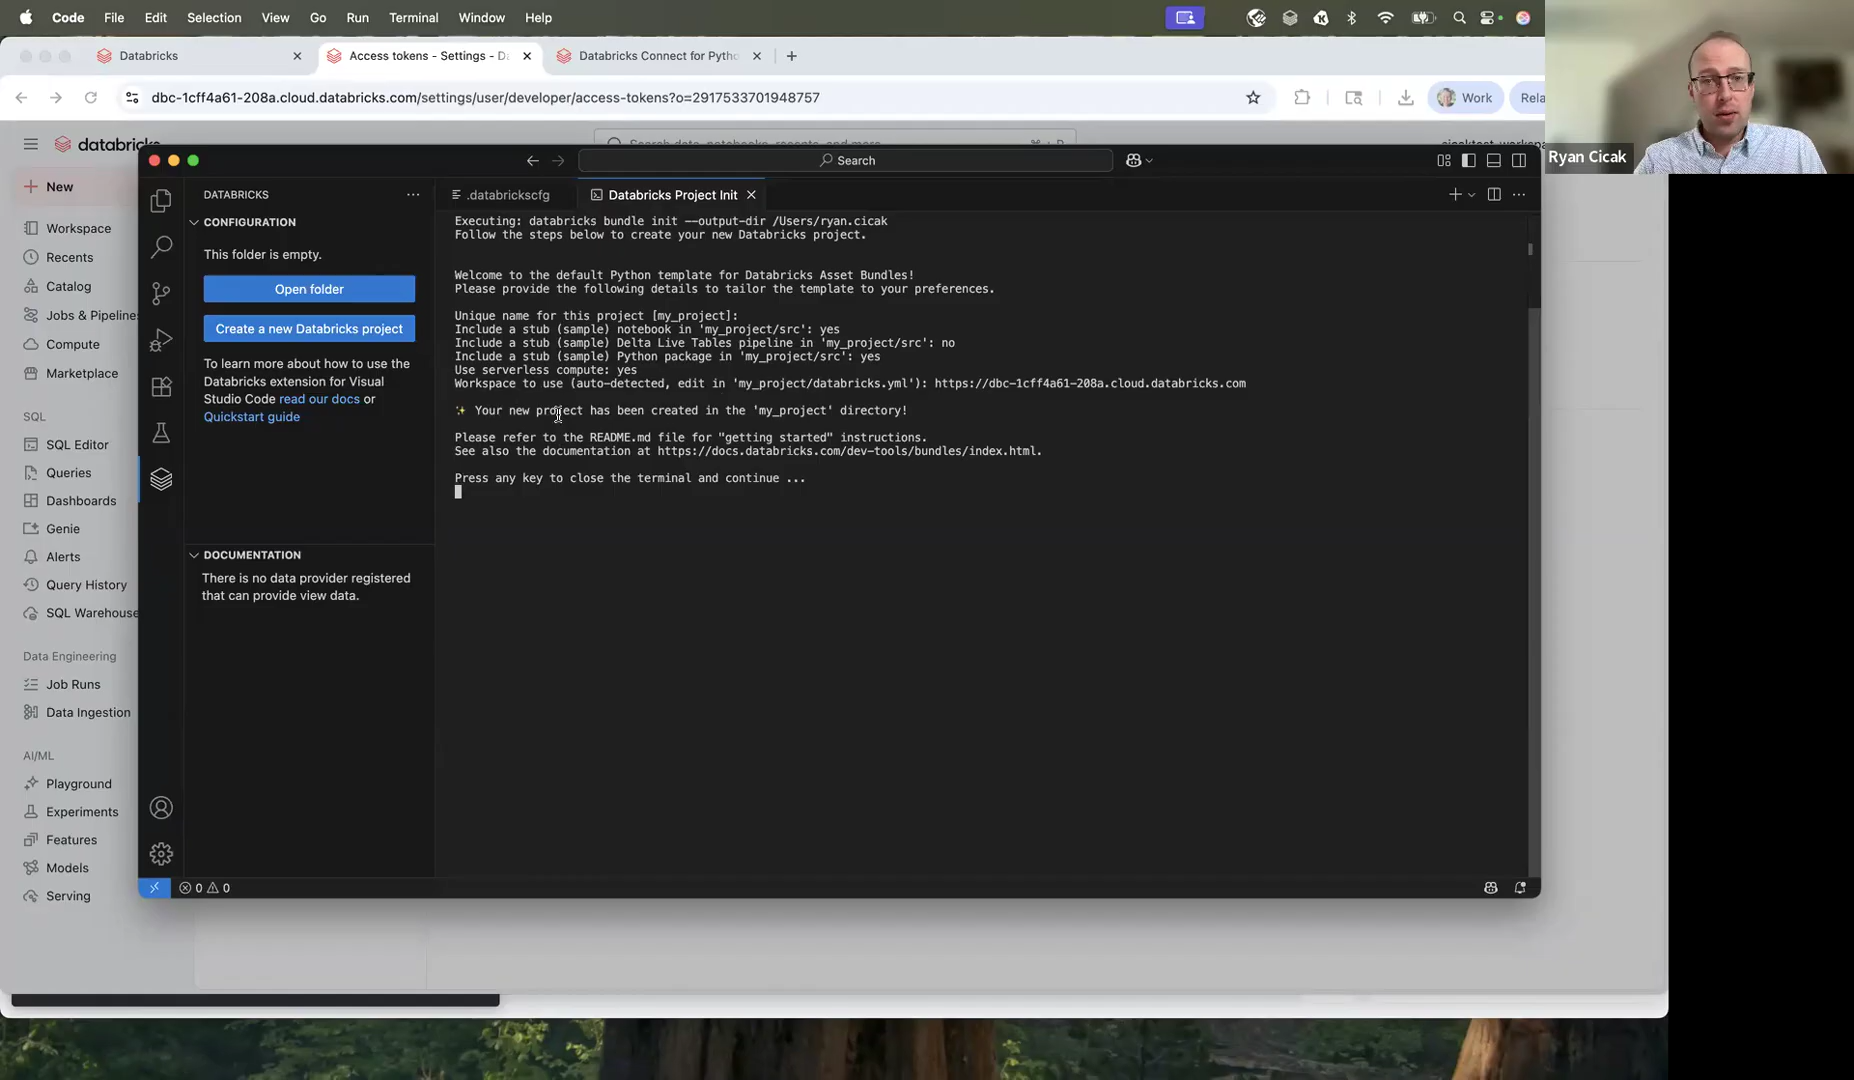 Code File Edit Selection View Go Run Terminal Window Help
Databricks
Access tokens - Settings - Da
Databricks Connect for Pytho
dbc-1cff4a61-208a.cloud.databricks.com/settings/user/developer/access-tokens?o=2917533701948757
Work
Rela
Ryan Cicak
databricks
Search data, notebooks, recents, and more...
New
Workspace
Recents
Catalog
Jobs & Pipelines
Compute
Marketplace
SQL
SQL Editor
Queries
Dashboards
Genie
Alerts
Query History
SQL Warehouse
Data Engineering
Job Runs
Data Ingestion
AI/ML
Playground
Experiments
Features
Models
Serving
Search
DATABRICKS
CONFIGURATION
This folder is empty.
Open folder
Create a new Databricks project
To learn more about how to use the
Databricks extension for Visual
Studio Code read our docs or
Quickstart guide
DOCUMENTATION
There is no data provider registered
that can provide view data.
.databrickscfg
Databricks Project Init
Executing: databricks bundle init --output-dir /Users/ryan.cicak
Follow the steps below to create your new Databricks project.
Welcome to the default Python template for Databricks Asset Bundles!
Please provide the following details to tailor the template to your preferences.
Unique name for this project [my_project]:
Include a stub (sample) notebook in 'my_project/src': yes
Include a stub (sample) Delta Live Tables pipeline in 'my_project/src': no
Include a stub (sample) Python package in 'my_project/src': yes
Use serverless compute: yes
Workspace to use (auto-detected, edit in 'my_project/databricks.yml'): https://dbc-1cff4a61-208a.cloud.databricks.com
✨ Your new project has been created in the 'my_project' directory!
Please refer to the README.md file for "getting started" instructions.
See also the documentation at https://docs.databricks.com/dev-tools/bundles/index.html.
Press any key to close the terminal and continue ...
0 0